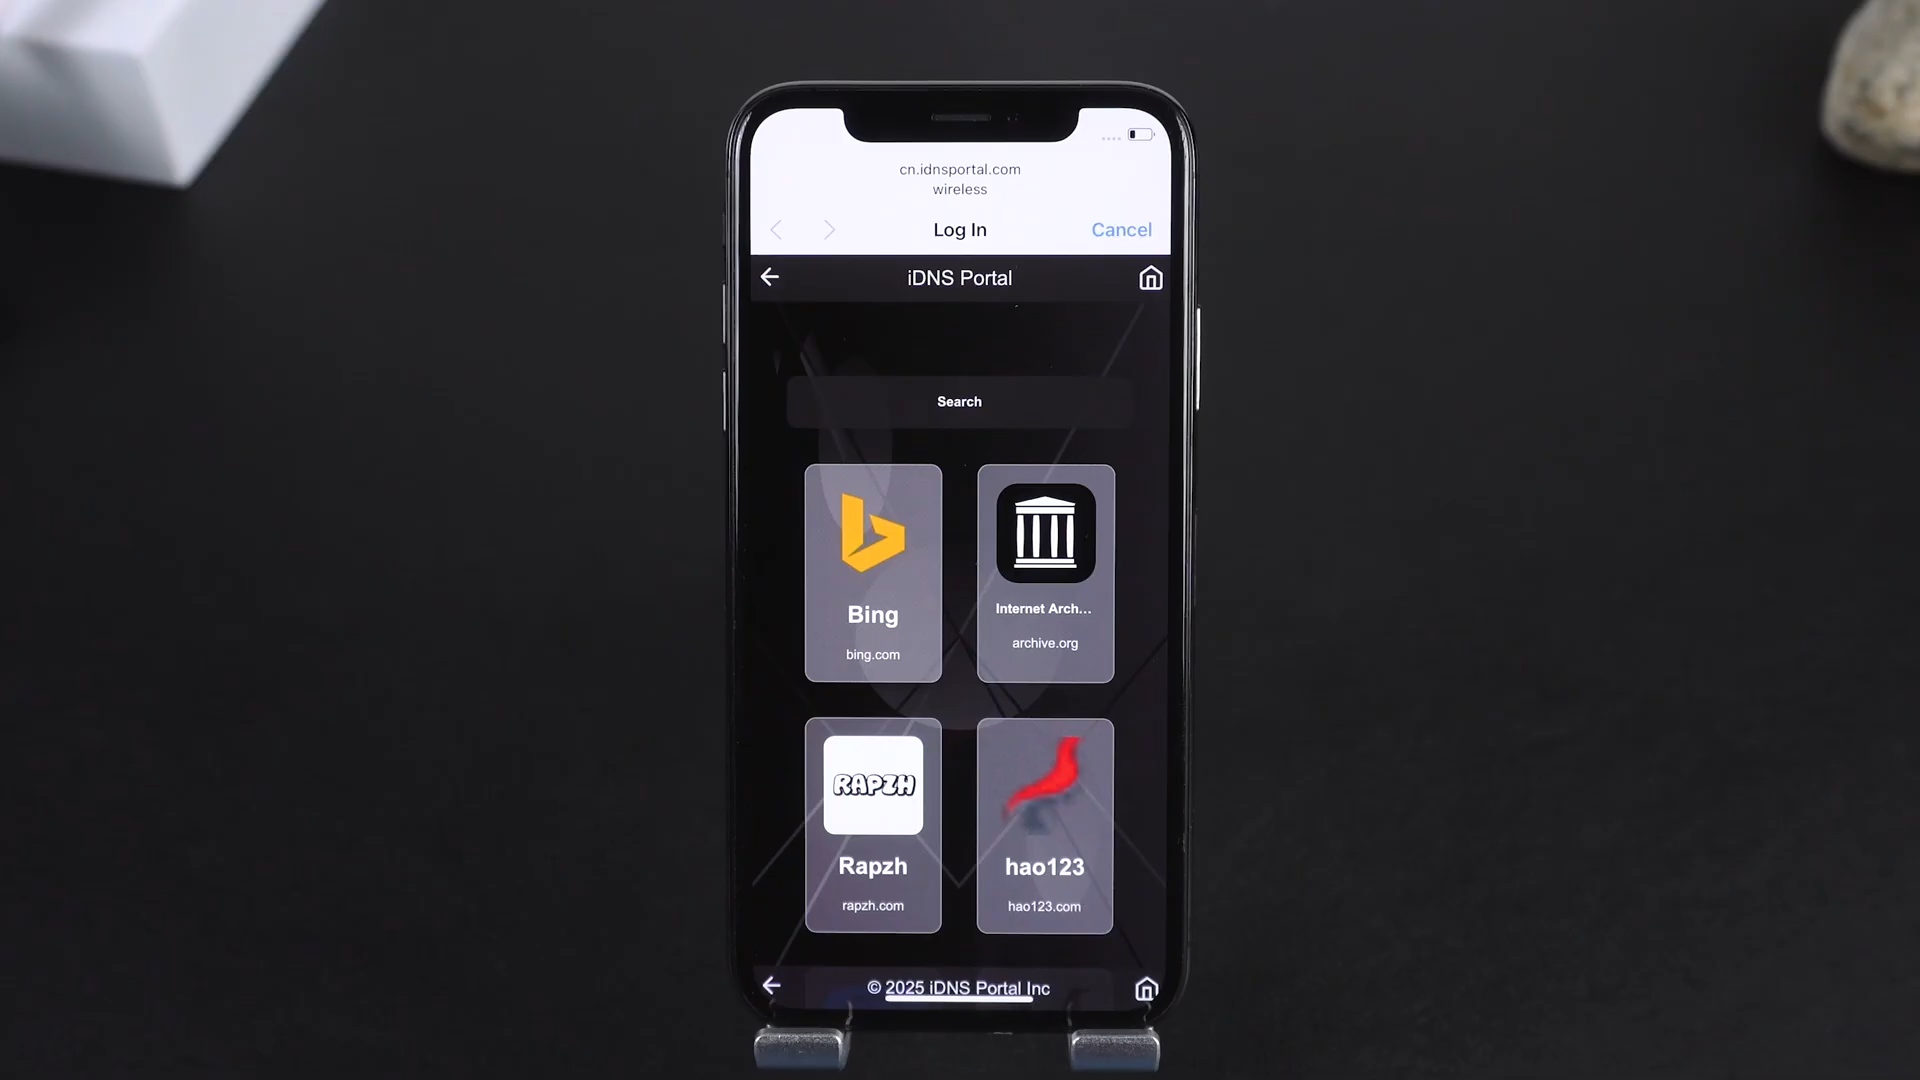 cn.idnsportal.com
wireless
Log In
Cancel
iDNS Portal
Search
Bing
bing.com
Internet Arch...
archive.org
RAPZH
Rapzh
rapzh.com
hao123
hao123.com
© 2025 iDNS Portal Inc